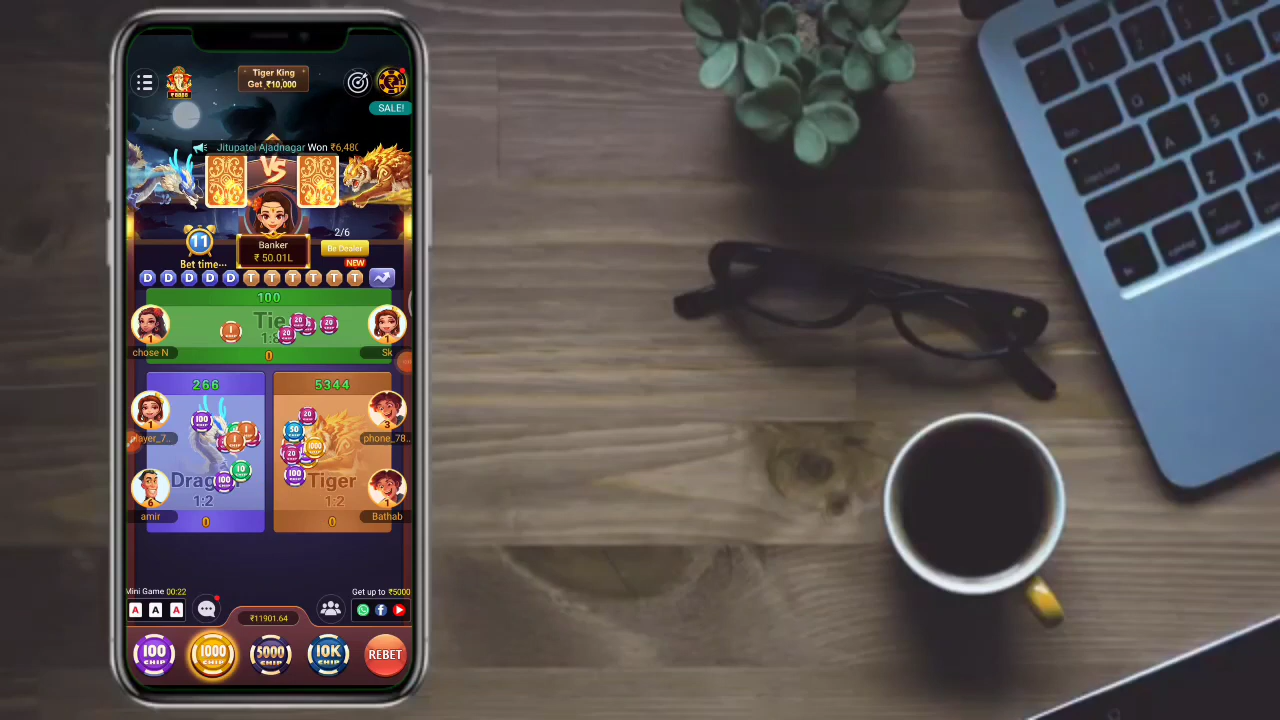 Tiger King
Get ₹10,000
SALE!
Jitupatel Ajadnagar Won ₹6,480
VS
2/6
11
Banker
₹ 50.01L
Be Dealer
Bet time···
NEW
D D D D D T T T T T T
100
Tie
1:8
0
chose N
Sk
266
5344
player_7..
phone_78..
Dragon
Tiger
1:2
1:2
0
0
amir
Bathab
Mini Game 00:22
Get up to ₹5000
A A A
₹11901.64
100 CHIP
1000 CHIP
5000 CHIP
10K CHIP
REBET